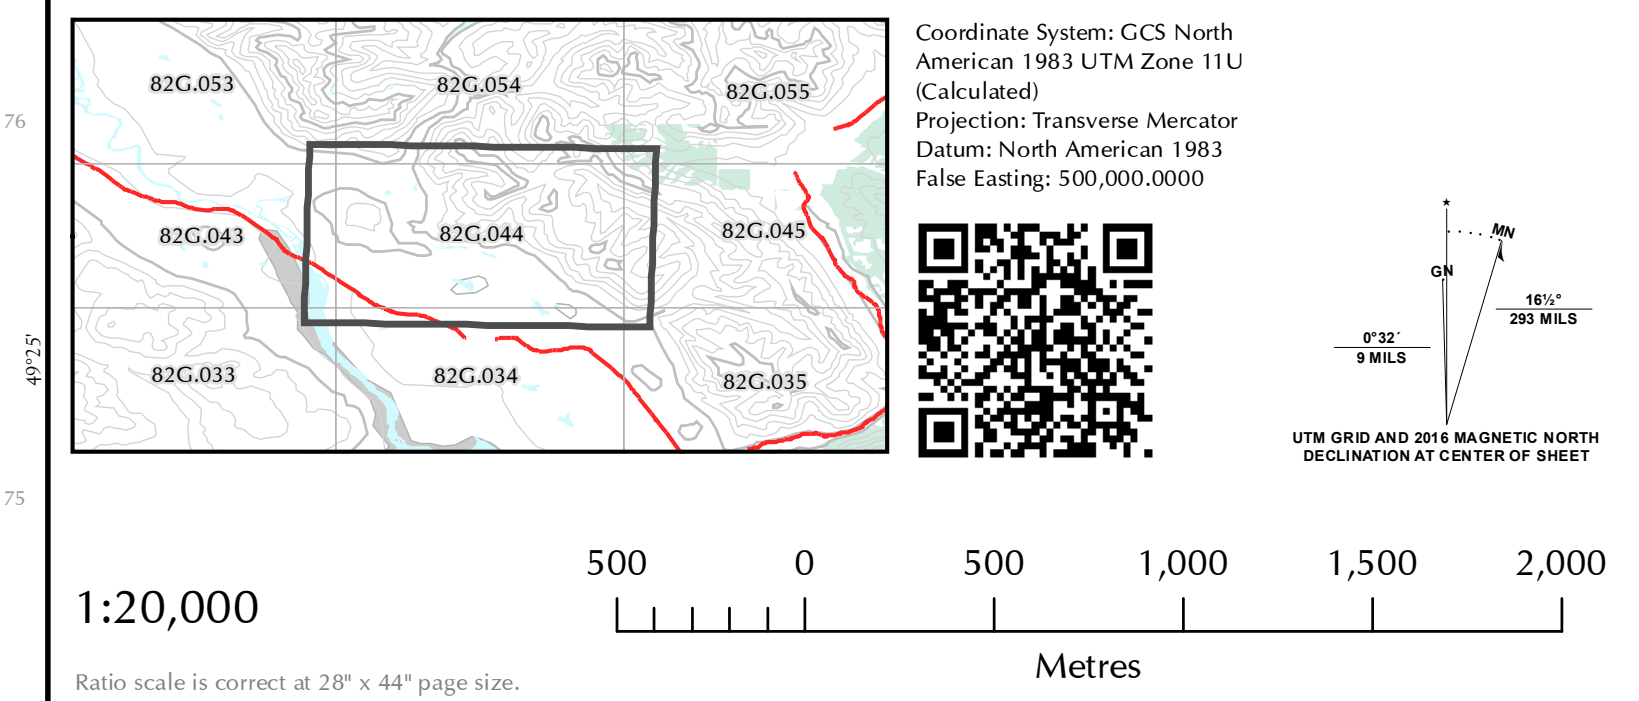 76
75
49°25'
82G.053
82G.054
82G.055
82G.043
82G.044
82G.045
82G.033
82G.034
82G.035
Coordinate System: GCS North
American 1983 UTM Zone 11U
(Calculated)
Projection: Transverse Mercator
Datum: North American 1983
False Easting: 500,000.0000
MN
GN
16½°
293 MILS
0°32´
9 MILS
UTM GRID AND 2016 MAGNETIC NORTH
DECLINATION AT CENTER OF SHEET
1:20,000
Ratio scale is correct at 28" x 44" page size.
500 0 500 1,000 1,500 2,000
Metres